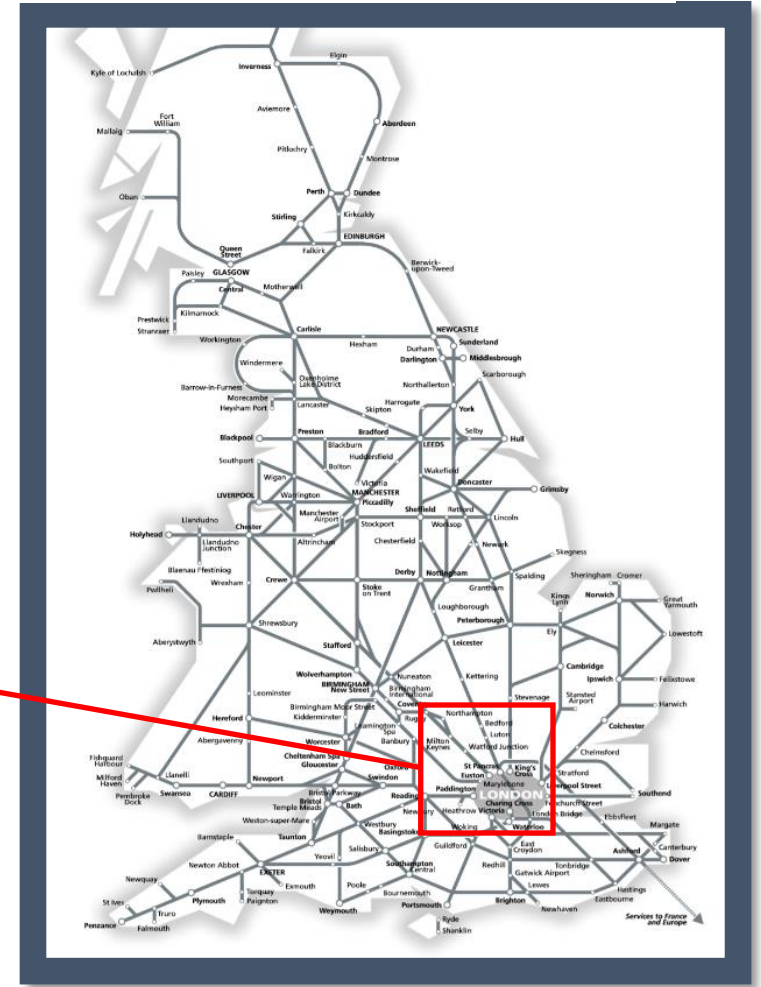 Elgin
Inverness
Kyle of Lochalsh
Aviemore
Fort
William
Mallaig
Aberdeen
Pitlochry
Montrose
Oban
Perth
Dundee
Stirling
Kirkcaldy
Queen
Street
Falkirk
EDINBURGH
Berwick-
upon-Tweed
Paisley
GLASGOW
Central
Motherwell
Prestwick
Kilmarnock
Stranraer
Carlisle
NEWCASTLE
Workington
Hexham
Durham
Sunderland
Darlington
Middlesbrough
Windermere
Scarborough
Oxenholme
Lake District
Northallerton
Barrow-in-Furness
Morecambe
Heysham Port
Lancaster
Harrogate
Skipton
York
Blackpool
Preston
Bradford
Selby
Hull
Blackburn
LEEDS
Huddersfield
Southport
Bolton
Wakefield
Wigan
Victoria
Doncaster
Grimsby
LIVERPOOL
Warrington
MANCHESTER
Piccadilly
Sheffield
Retford
Lincoln
Llandudno
Manchester
Airport
Stockport
Worksop
Holyhead
Chester
Llandudno
Junction
Altrincham
Chesterfield
Newark
Skegness
Blaenau Ffestiniog
Pwllheli
Wrexham
Crewe
Stoke
on Trent
Derby
Nottingham
Grantham
Spalding
Sheringham
Cromer
Kings
Lynn
Norwich
Great
Yarmouth
Loughborough
Shrewsbury
Peterborough
Ely
Lowestoft
Aberystwyth
Stafford
Leicester
Wolverhampton
Nuneaton
Kettering
Cambridge
BIRMINGHAM
New Street
Birmingham
International
Ipswich
Felixstowe
Leominster
Stevenage
Stansted
Airport
Harwich
Birmingham Moor Street
Coven
Northampton
Hereford
Kidderminster
Rug
Bedford
Colchester
Leamington
Spa
Luton
Worcester
Banbury
Milton
Keynes
Watford Junction
Chelmsford
Abergavenny
Cheltenham Spa
Gloucester
Oxford
St Pancras
King's
Cross
Euston
Stratford
Fishguard
Harbour
Marylebone
Liverpool Street
Milford
Haven
Llanelli
Newport
Swindon
Paddington
LONDON
Southend
Pembroke
Dock
Swansea
CARDIFF
Bristol Parkway
Reading
Charing Cross
Fenchurch Street
Bristol
Temple Meads
Bath
Newbury
Heathrow
Victoria
London Bridge
Ebbsfleet
Weston-super-Mare
Westbury
Basingstoke
Woking
Waterloo
Margate
Barnstaple
Taunton
Salisbury
Guildford
East
Croydon
Canterbury
Newton Abbot
Yeovil
Southampton
Central
Redhill
Tonbridge
Ashford
Dover
EXETER
Gatwick Airport
Newquay
Exmouth
Poole
Lewes
Hastings
St Ives
Plymouth
Torquay
Paignton
Bournemouth
Eastbourne
Truro
Weymouth
Portsmouth
Brighton
Newhaven
Penzance
Falmouth
Ryde
Shanklin
Services to France
and Europe